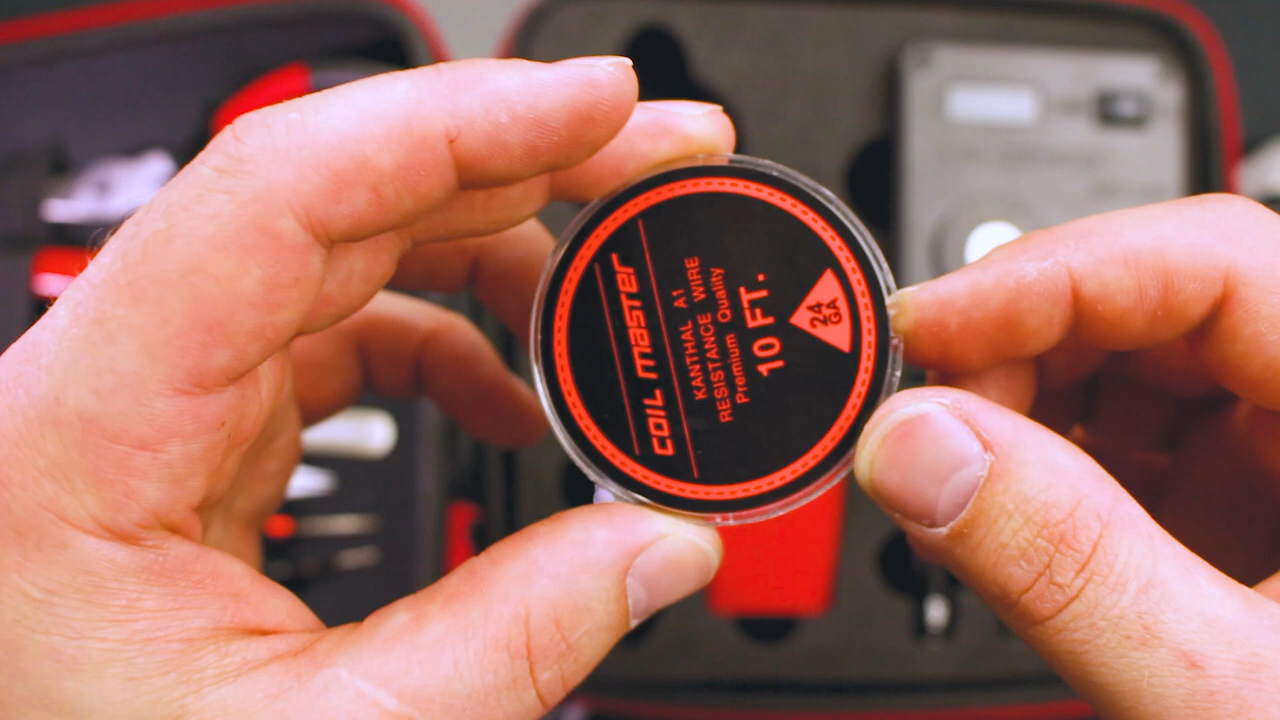 COIL MASTER
KANTHAL A1
RESISTANCE WIRE
Premium Quality
10 FT.
24
GA